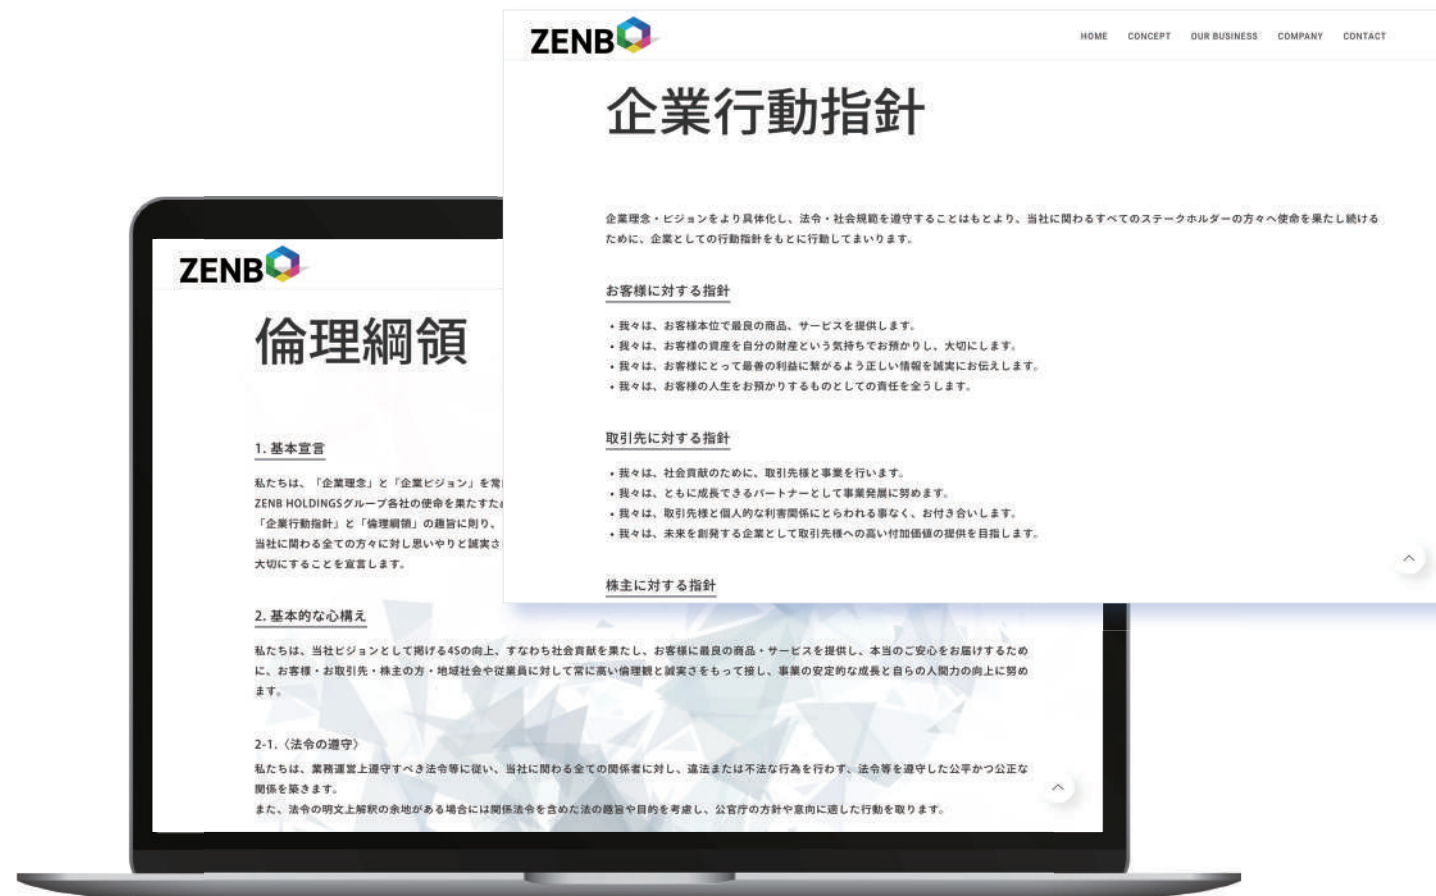 ZENB
HOME CONCEPT OUR BUSINESS COMPANY CONTACT
企業行動指針
企業理念・ビジョンをより具体化し、法令・社会規範を遵守することはもとより、当社に関わるすべてのステークホルダーの方々へ使命を果たし続ける
ために、企業としての行動指針をもとに行動してまいります。
お客様に対する指針
・我々は、お客様本位で最良の商品、サービスを提供します。
・我々は、お客様の資産を自分の財産という気持ちでお預かりし、大切にします。
・我々は、お客様にとって最善の利益に繋がるよう正しい情報を誠実にお伝えします。
・我々は、お客様の人生をお預かりするものとしての責任を全うします。
取引先に対する指針
・我々は、社会貢献のために、取引先様と事業を行います。
・我々は、ともに成長できるパートナーとして事業発展に努めます。
・我々は、取引先様と個人的な利害関係にとらわれる事なく、お付き合いします。
・我々は、未来を創発する企業として取引先様への高い付加価値の提供を目指します。
株主に対する指針
ZENB
倫理綱領
1. 基本宣言
私たちは、「企業理念」と「企業ビジョン」を常
ZENB HOLDINGSグループ各社の使命を果たすた
「企業行動指針」と「倫理綱領」の趣旨に則り、
当社に関わる全ての方々に対し思いやりと誠実さ
大切にすることを宣言します。
2. 基本的な心構え
私たちは、当社ビジョンとして掲げる4Sの向上、すなわち社会貢献を果たし、お客様に最良の商品・サービスを提供し、本当のご安心をお届けするため
に、お客様・お取引先・株主の方・地域社会や従業員に対して常に高い倫理観と誠実さをもって接し、事業の安定的な成長と自らの人間力の向上に努め
ます。
2-1.〈法令の遵守〉
私たちは、業務運営上遵守すべき法令等に従い、当社に関わる全ての関係者に対し、違法または不法な行為を行わず、法令等を遵守した公平かつ公正な
関係を築きます。
また、法令の明文上解釈の余地がある場合には関係法令を含めた法の趣旨や目的を考慮し、公官庁の方針や意向に適した行動を取ります。